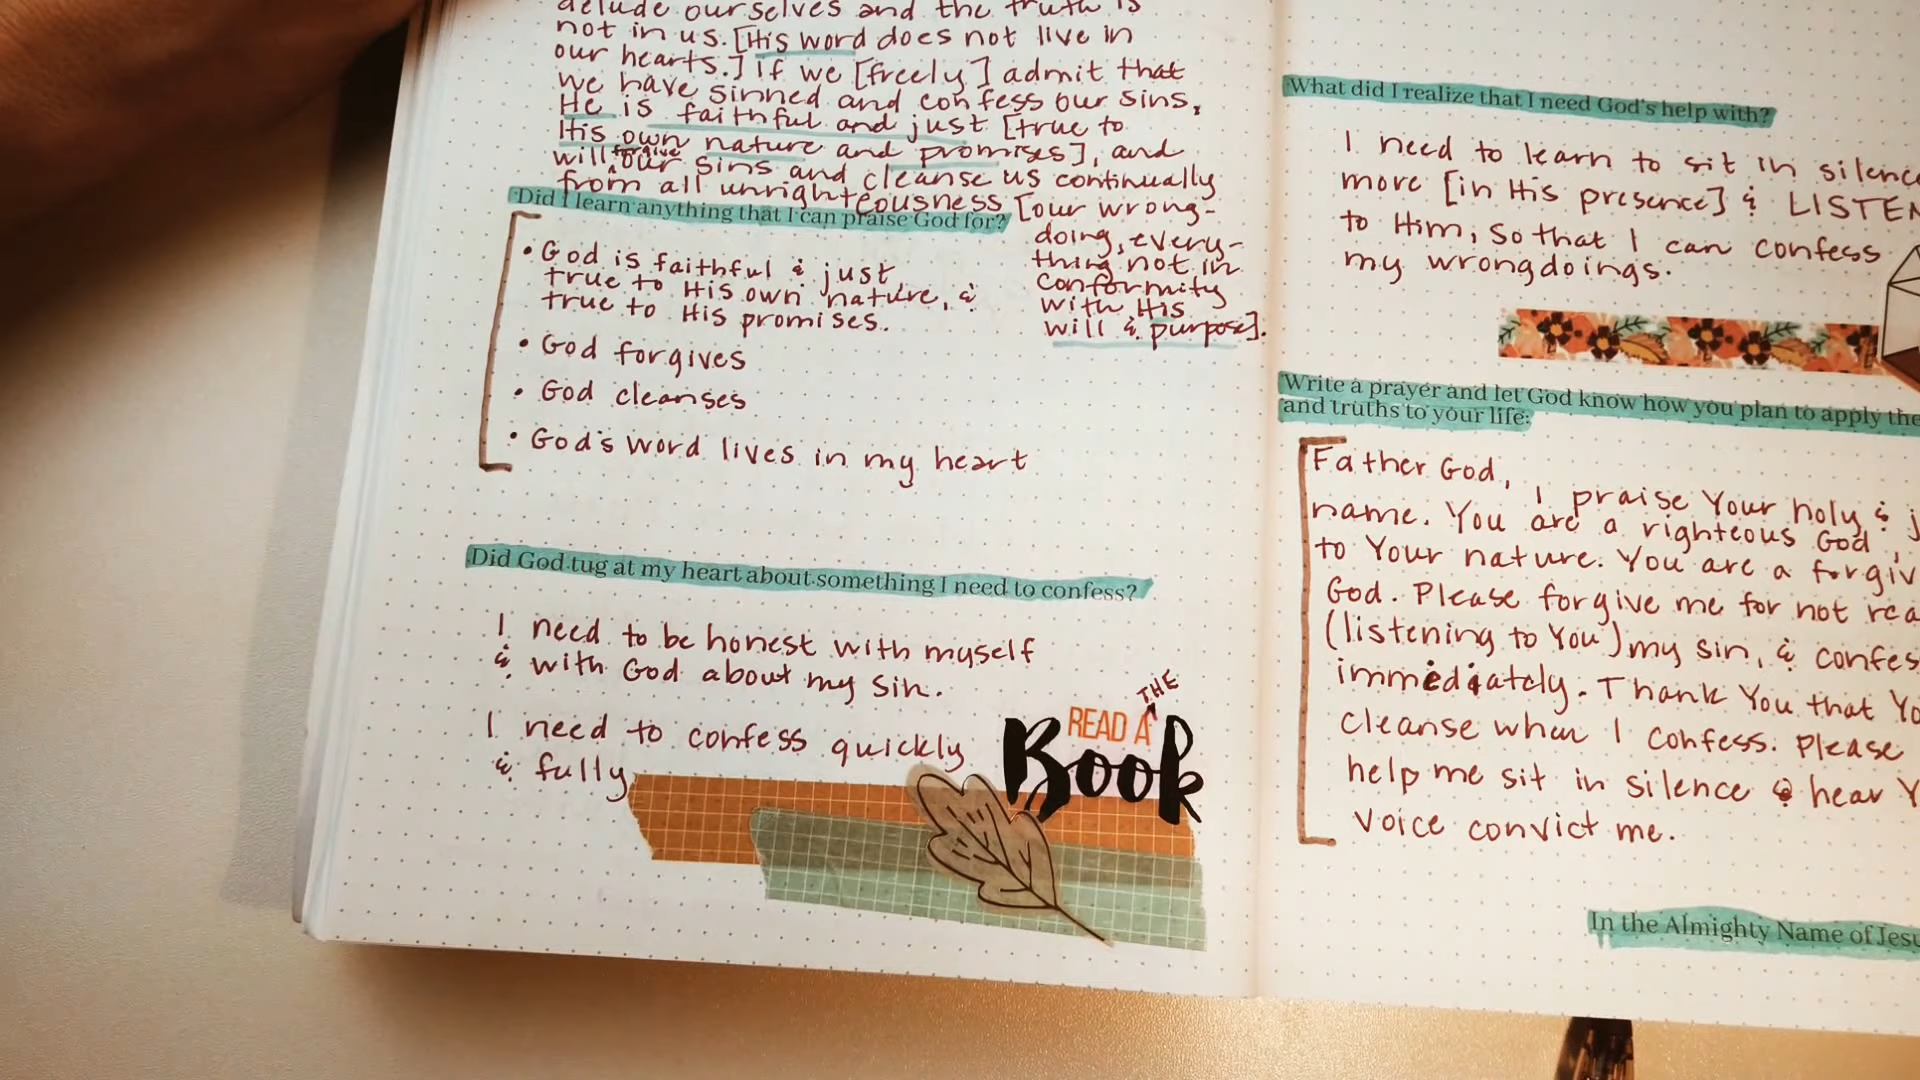 delude ourselves and the truth is
not in us. [His word does not live in
our hearts.] If we [freely] admit that
we have sinned and confess our sins,
He is faithful and just [true to
His own nature and promises], and
will forgive our sins and cleanse us continually
from all unrighteousness [our wrong-
doing, every-
thing not in
conformity
with His
will & purpose].
Did I learn anything that I can praise God for?
• God is faithful & just,
true to His own nature, &
true to His promises.
• God forgives
• God cleanses
• God's word lives in my heart
Did God tug at my heart about something I need to confess?
I need to be honest with myself
& with God about my sin.
I need to confess quickly
& fully
READ A THE
Book
What did I realize that I need God's help with?
I need to learn to sit in silence
more [in His presence] & LISTEN
to Him, so that I can confess
my wrongdoings.
Write a prayer and let God know how you plan to apply the
and truths to your life:
Father God,
I praise Your holy & j
name. You are a righteous God,
to Your nature. You are a forgiv
God. Please forgive me for not rea
(listening to You) my sin, & confes
immediately. Thank You that Yo
cleanse when I confess. Please
help me sit in silence & hear Y
voice convict me.
In the Almighty Name of Jesu